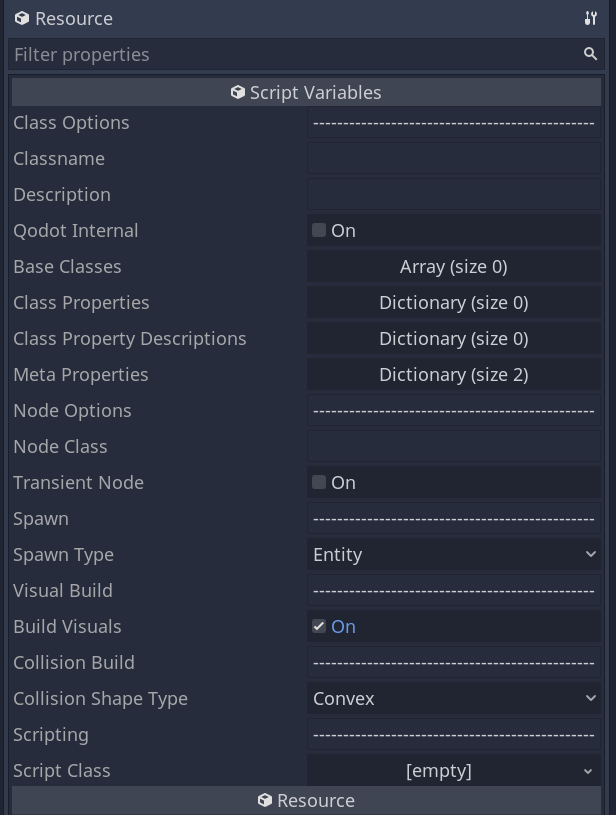 Resource
Filter properties
Script Variables
Class Options -----------------------------------------------
Classname
Description
Qodot Internal On
Base Classes Array (size 0)
Class Properties Dictionary (size 0)
Class Property Descriptions Dictionary (size 0)
Meta Properties Dictionary (size 2)
Node Options -----------------------------------------------
Node Class
Transient Node On
Spawn -----------------------------------------------
Spawn Type Entity
Visual Build -----------------------------------------------
Build Visuals On
Collision Build -----------------------------------------------
Collision Shape Type Convex
Scripting -----------------------------------------------
Script Class [empty]
Resource